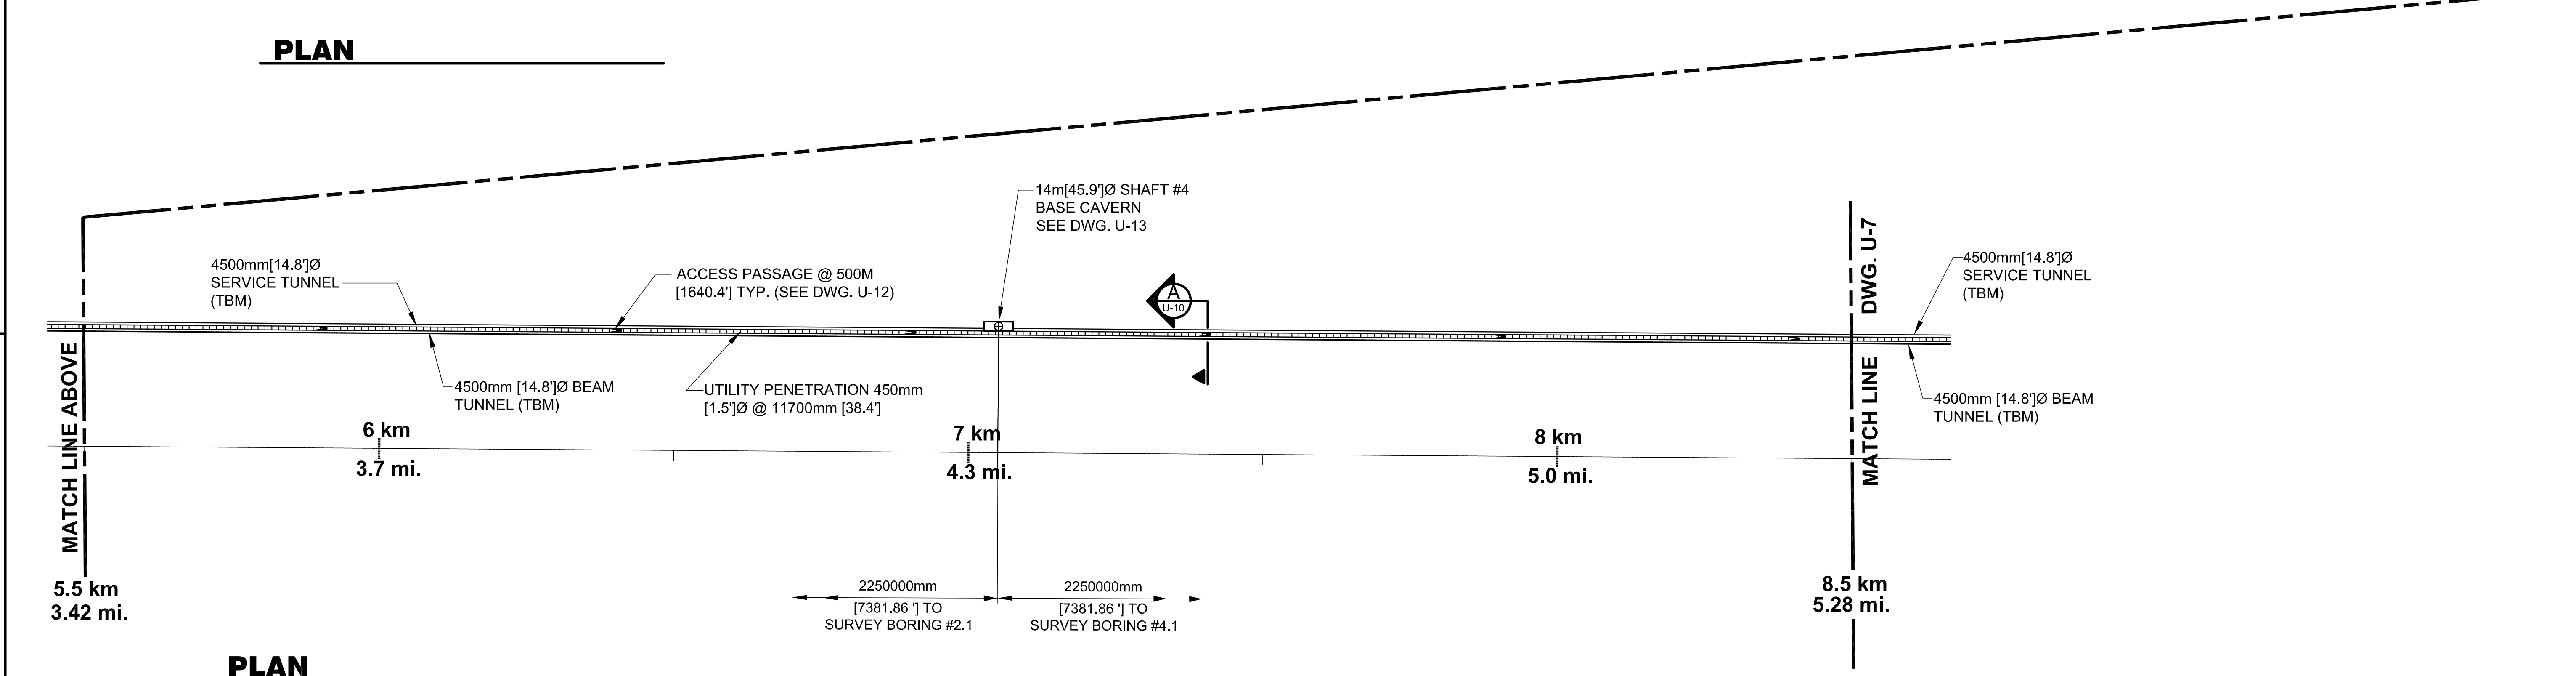 PLAN
14m[45.9']Ø SHAFT #4
BASE CAVERN
SEE DWG. U-13
4500mm[14.8']Ø
SERVICE TUNNEL
(TBM)
ACCESS PASSAGE @ 500M
[1640.4'] TYP. (SEE DWG. U-12)
A
U-10
DWG. U-7
4500mm[14.8']Ø
SERVICE TUNNEL
(TBM)
MATCH LINE ABOVE
4500mm [14.8']Ø BEAM
TUNNEL (TBM)
UTILITY PENETRATION 450mm
[1.5']Ø @ 11700mm [38.4']
MATCH LINE
4500mm [14.8']Ø BEAM
TUNNEL (TBM)
6 km
3.7 mi.
7 km
4.3 mi.
8 km
5.0 mi.
5.5 km
3.42 mi.
2250000mm
[7381.86 '] TO
SURVEY BORING #2.1
2250000mm
[7381.86 '] TO
SURVEY BORING #4.1
8.5 km
5.28 mi.
PLAN